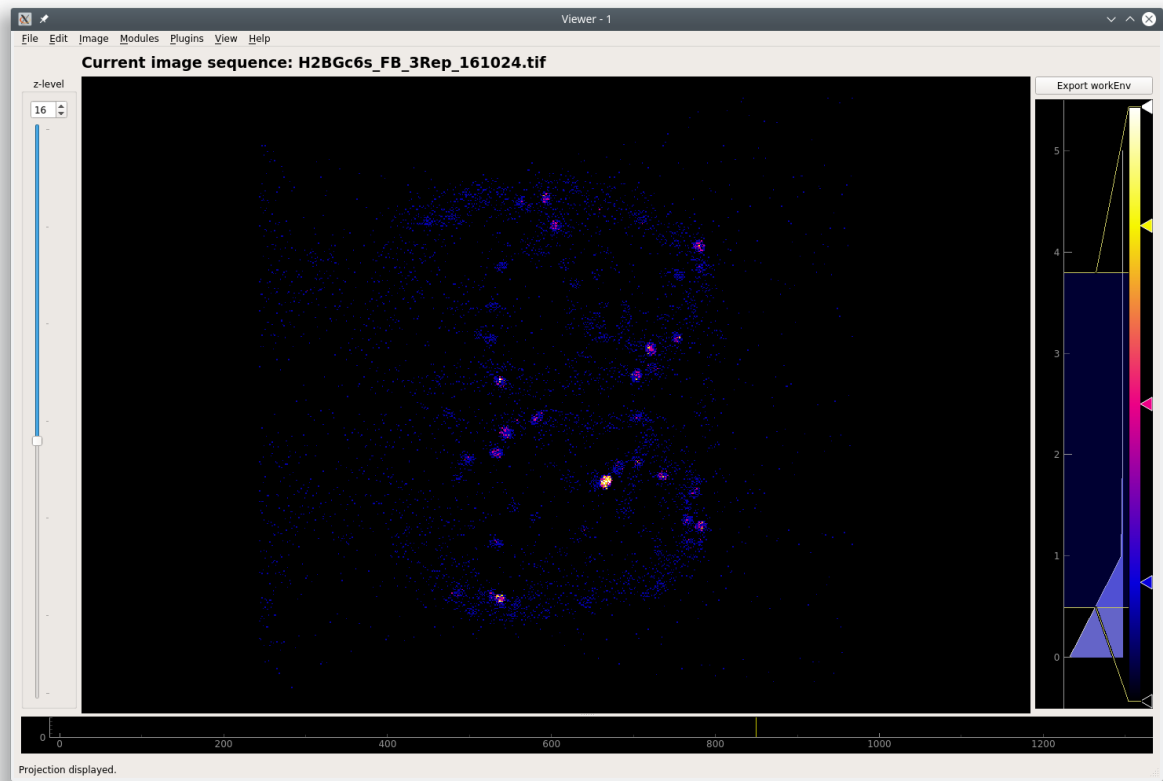 Viewer - 1
File Edit Image Modules Plugins View Help
Current image sequence: H2BGc6s_FB_3Rep_161024.tif
z-level
Export workEnv
16
5
4
3
2
1
0
0
0 200 400 600 800 1000 1200
Projection displayed.